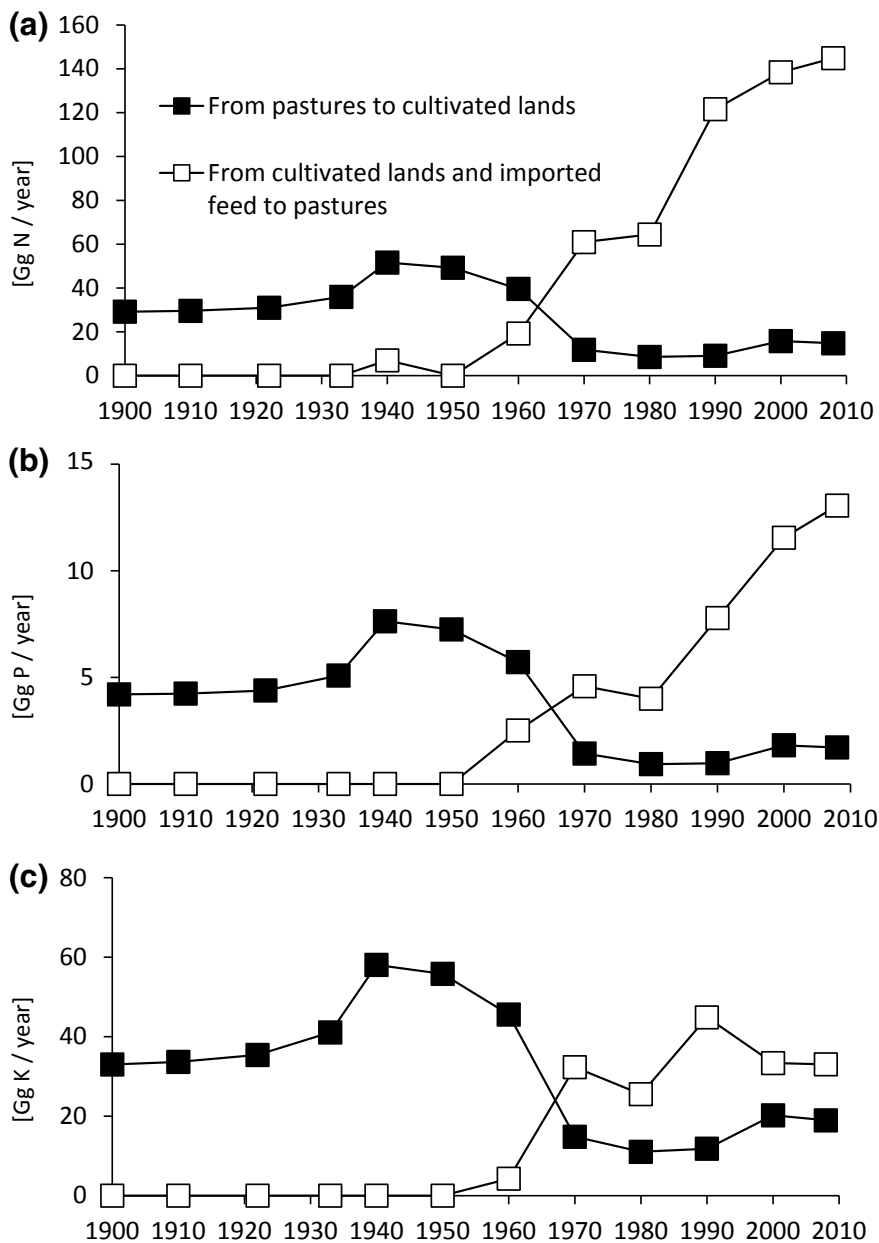 (a)
[Gg N / year]
160
140
120
100
80
60
40
20
0
From pastures to cultivated lands
From cultivated lands and imported
feed to pastures
1900 1910 1920 1930 1940 1950 1960 1970 1980 1990 2000 2010
(b)
[Gg P / year]
15
10
5
0
1900 1910 1920 1930 1940 1950 1960 1970 1980 1990 2000 2010
(c)
[Gg K / year]
80
60
40
20
0
1900 1910 1920 1930 1940 1950 1960 1970 1980 1990 2000 2010